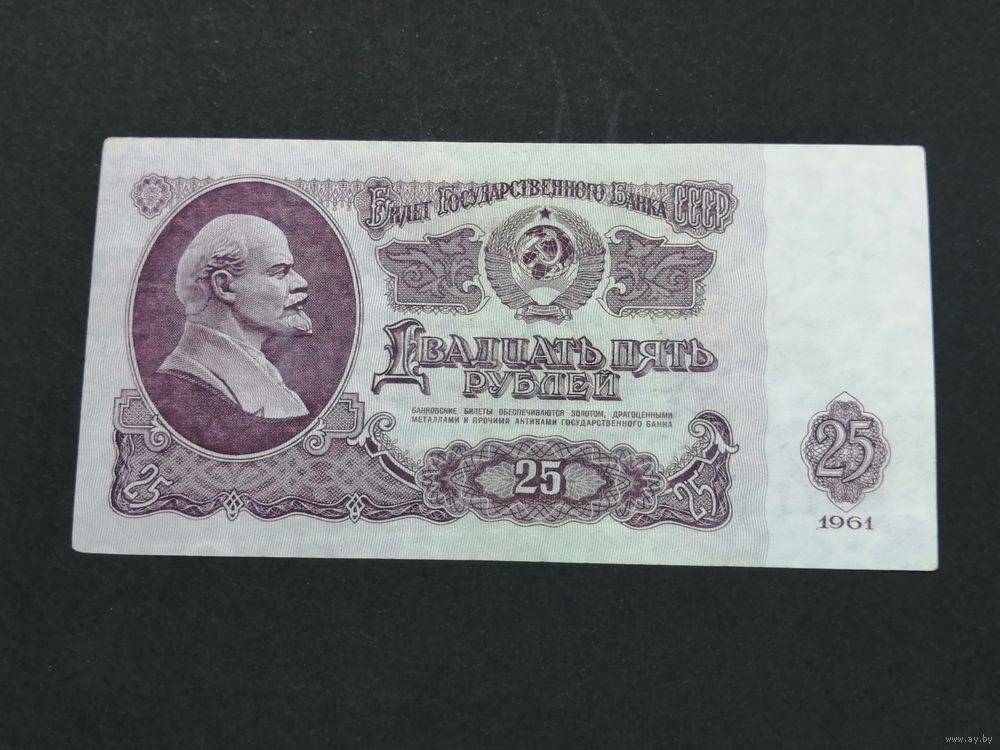 Билет Государственного Банка СССР
Двадцать пять
рублей
БАНКОВСКИЕ БИЛЕТЫ ОБЕСПЕЧИВАЮТСЯ ЗОЛОТОМ, ДРАГОЦЕННЫМИ
МЕТАЛЛАМИ И ПРОЧИМИ АКТИВАМИ ГОСУДАРСТВЕННОГО БАНКА
25
25
25
25
1961
www.ay.by